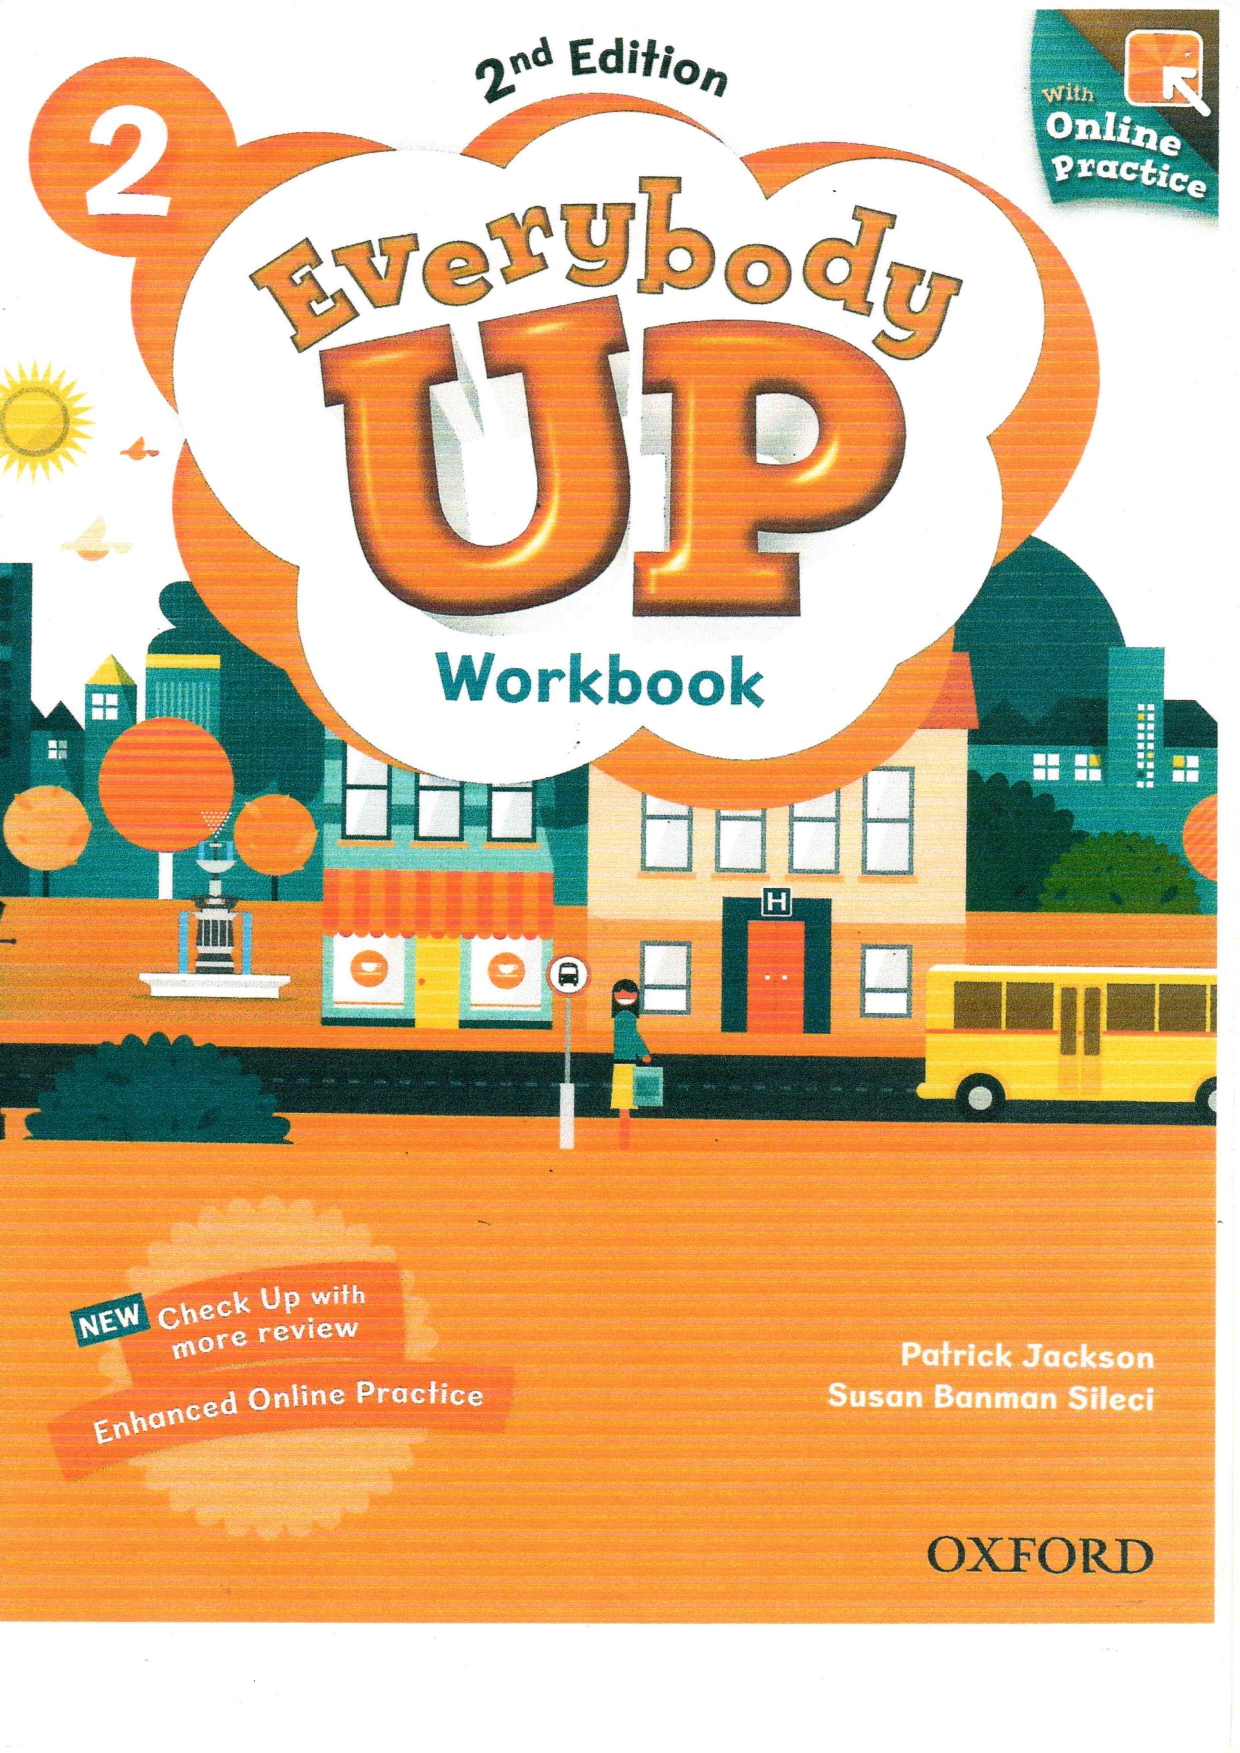 2nd Edition
2
With
Online
Practice
Everybody
UP
Workbook
H
NEW Check Up with
more review
Enhanced Online Practice
Patrick Jackson
Susan Banman Sileci
OXFORD